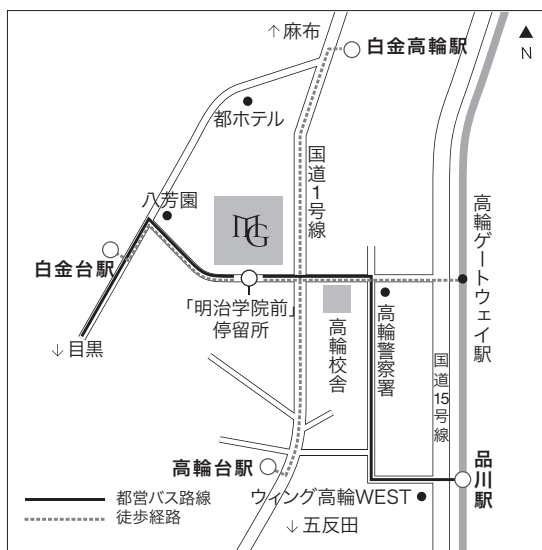 ↑麻布
白金高輪駅
▲
N
都ホテル
国道1号線
八芳園
MG
白金台駅
高輪ゲートウェイ駅
「明治学院前」
停留所
高輪校舎
高輪警察署
↓目黒
国道15号線
高輪台駅
品川駅
ウィング高輪WEST
都営バス路線
徒歩経路
↓五反田